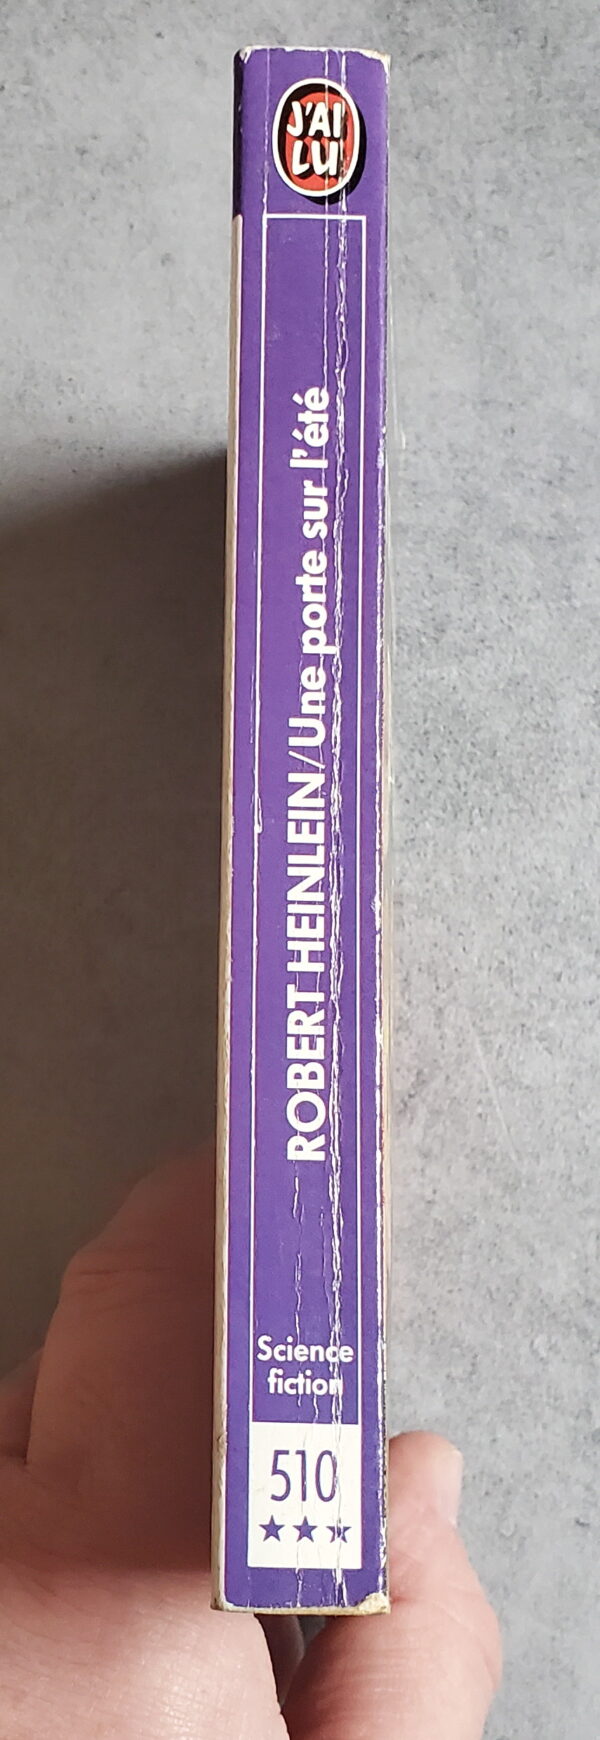 J'AI
LU
ROBERT HEINLEIN/Une porte sur l'été
Science
fiction
510
★★★